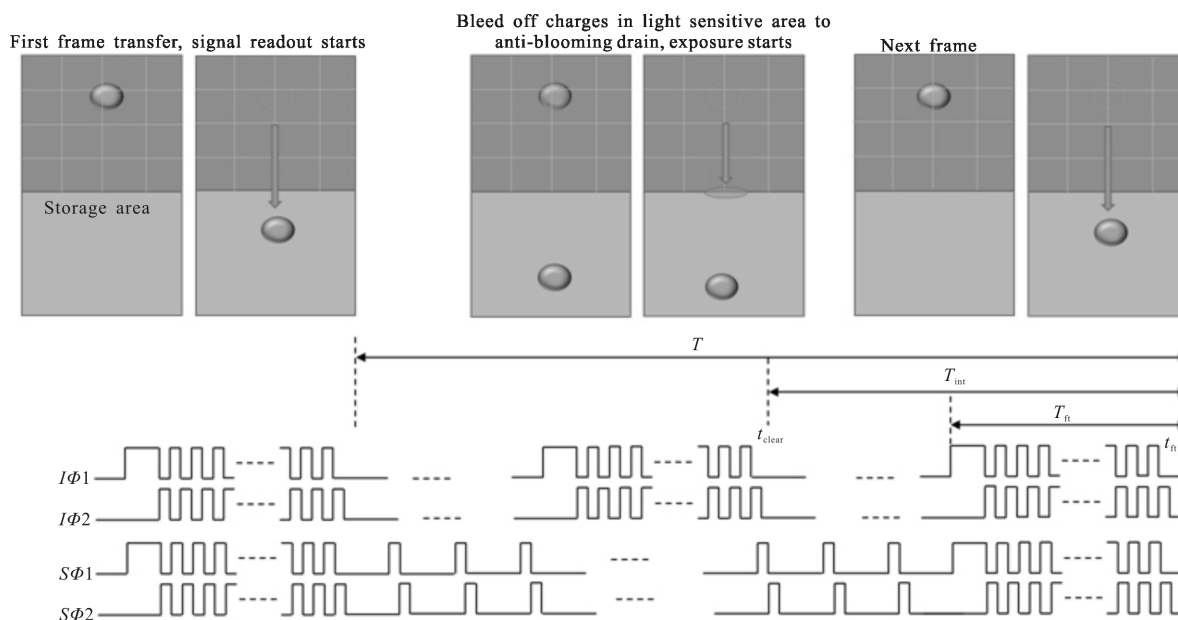 Bleed off charges in light sensitive area to
First frame transfer, signal readout starts
anti-blooming drain, exposure starts
Next frame
Storage area
T
T_int
T_ft
t_clear
t_ft
IΦ1
IΦ2
SΦ1
SΦ2